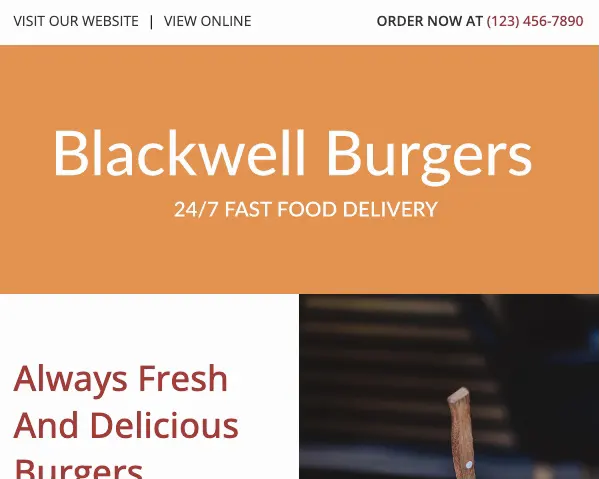 VISIT OUR WEBSITE | VIEW ONLINE
ORDER NOW AT (123) 456-7890
Blackwell Burgers
24/7 FAST FOOD DELIVERY
Always Fresh
And Delicious
Burgers